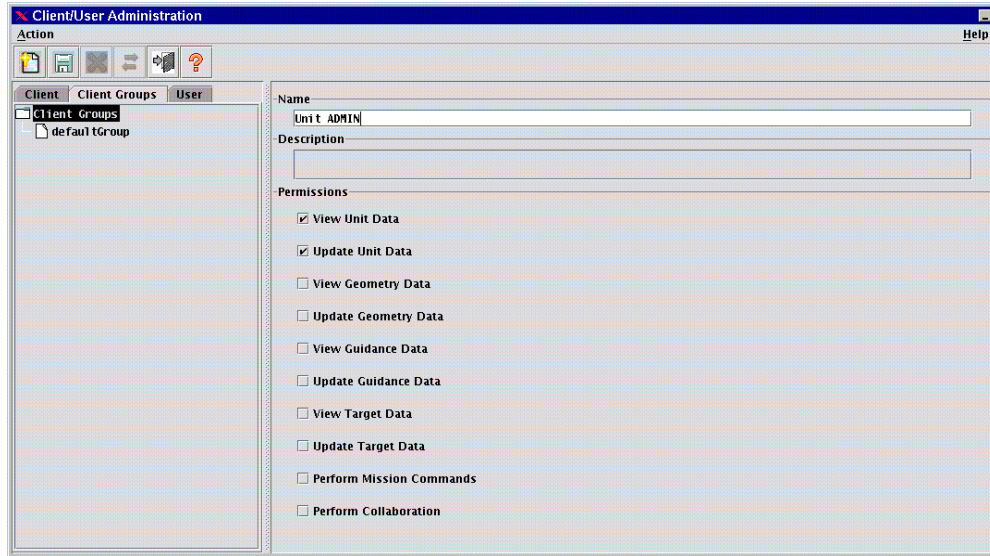 Client/User Administration
Action Help
Client Client Groups User
Client Groups
defaultGroup
Name
Unit ADMIN
Description
Permissions
View Unit Data
Update Unit Data
View Geometry Data
Update Geometry Data
View Guidance Data
Update Guidance Data
View Target Data
Update Target Data
Perform Mission Commands
Perform Collaboration